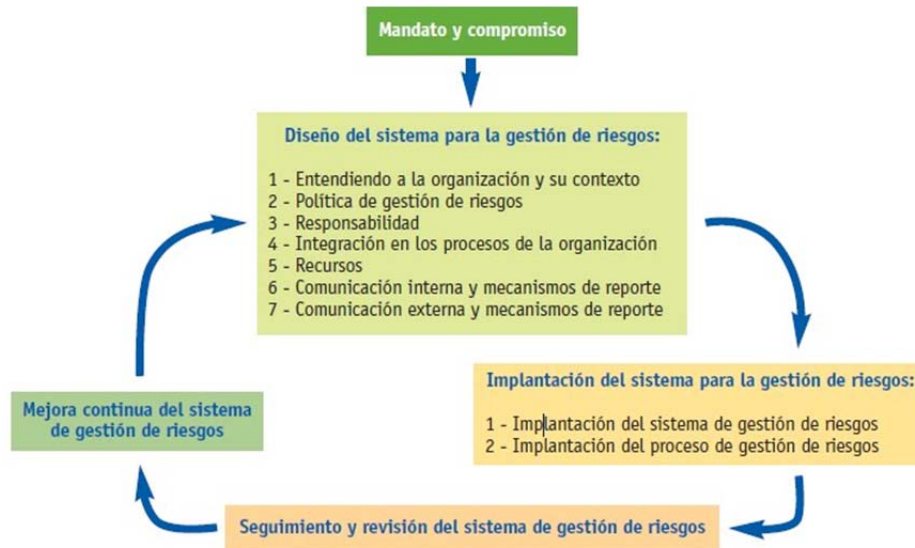 Mandato y compromiso
Diseño del sistema para la gestión de riesgos:
1 - Entendiendo a la organización y su contexto
2 - Política de gestión de riesgos
3 - Responsabilidad
4 - Integración en los procesos de la organización
5 - Recursos
6 - Comunicación interna y mecanismos de reporte
7 - Comunicación externa y mecanismos de reporte
Implantación del sistema para la gestión de riesgos:
1 - Implantación del sistema de gestión de riesgos
2 - Implantación del proceso de gestión de riesgos
Mejora continua del sistema
de gestión de riesgos
Seguimiento y revisión del sistema de gestión de riesgos